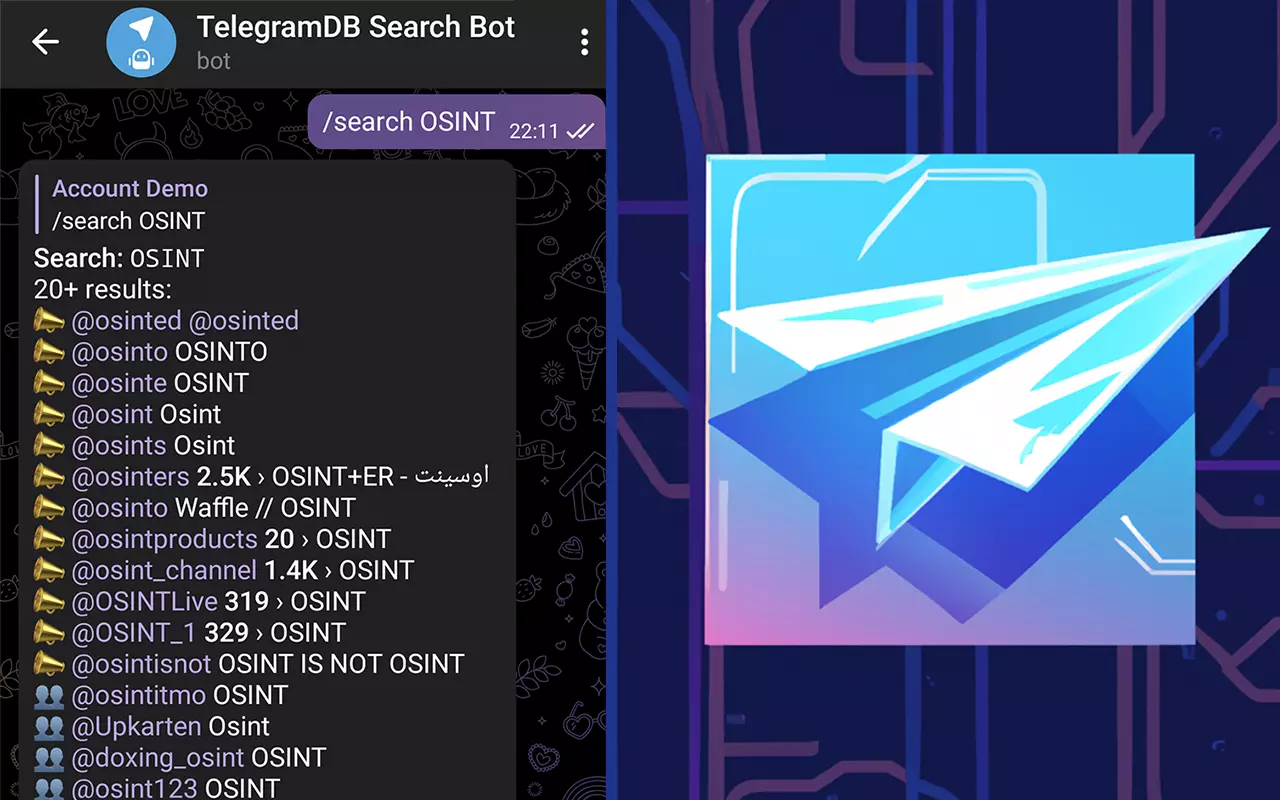 TelegramDB Search Bot
bot
/search OSINT 22:11
Account Demo
/search OSINT
Search: OSINT
20+ results:
@osinted @osinted
@osinto OSINTO
@osinte OSINT
@osint Osint
@osints Osint
@osinters 2.5K › OSINT+ER - اوسينت
@osinto Waffle // OSINT
@osintproducts 20 › OSINT
@osint_channel 1.4K › OSINT
@OSINTLive 319 › OSINT
@OSINT_1 329 › OSINT
@osintisnot OSINT IS NOT OSINT
@osintitmo OSINT
@Upkarten Osint
@doxing_osint OSINT
@osint123 OSINT
LOVE
LOVE